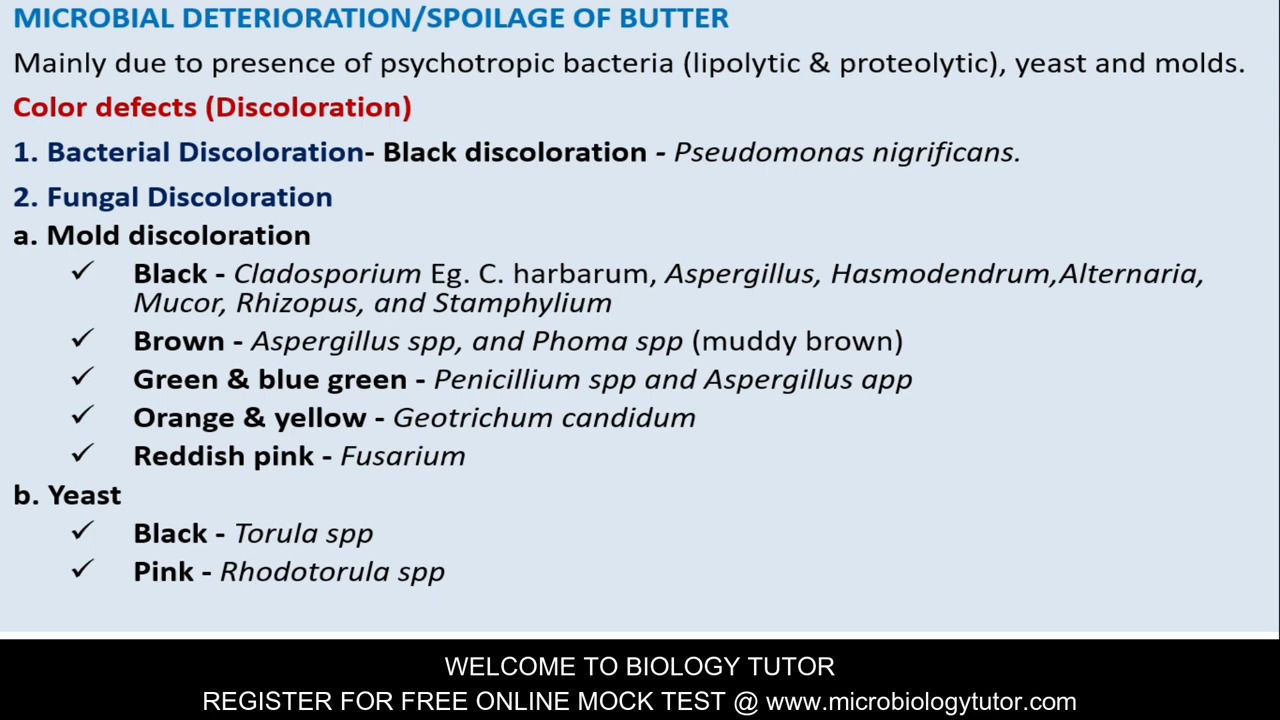 MICROBIAL DETERIORATION/SPOILAGE OF BUTTER
Mainly due to presence of psychotropic bacteria (lipolytic & proteolytic), yeast and molds.
Color defects (Discoloration)
1. Bacterial Discoloration- Black discoloration - Pseudomonas nigrificans.
2. Fungal Discoloration
a. Mold discoloration
✓ Black - Cladosporium Eg. C. harbarum, Aspergillus, Hasmodendrum,Alternaria,
Mucor, Rhizopus, and Stamphylium
✓ Brown - Aspergillus spp, and Phoma spp (muddy brown)
✓ Green & blue green - Penicillium spp and Aspergillus app
✓ Orange & yellow - Geotrichum candidum
✓ Reddish pink - Fusarium
b. Yeast
✓ Black - Torula spp
✓ Pink - Rhodotorula spp
WELCOME TO BIOLOGY TUTOR
REGISTER FOR FREE ONLINE MOCK TEST @ www.microbiologytutor.com